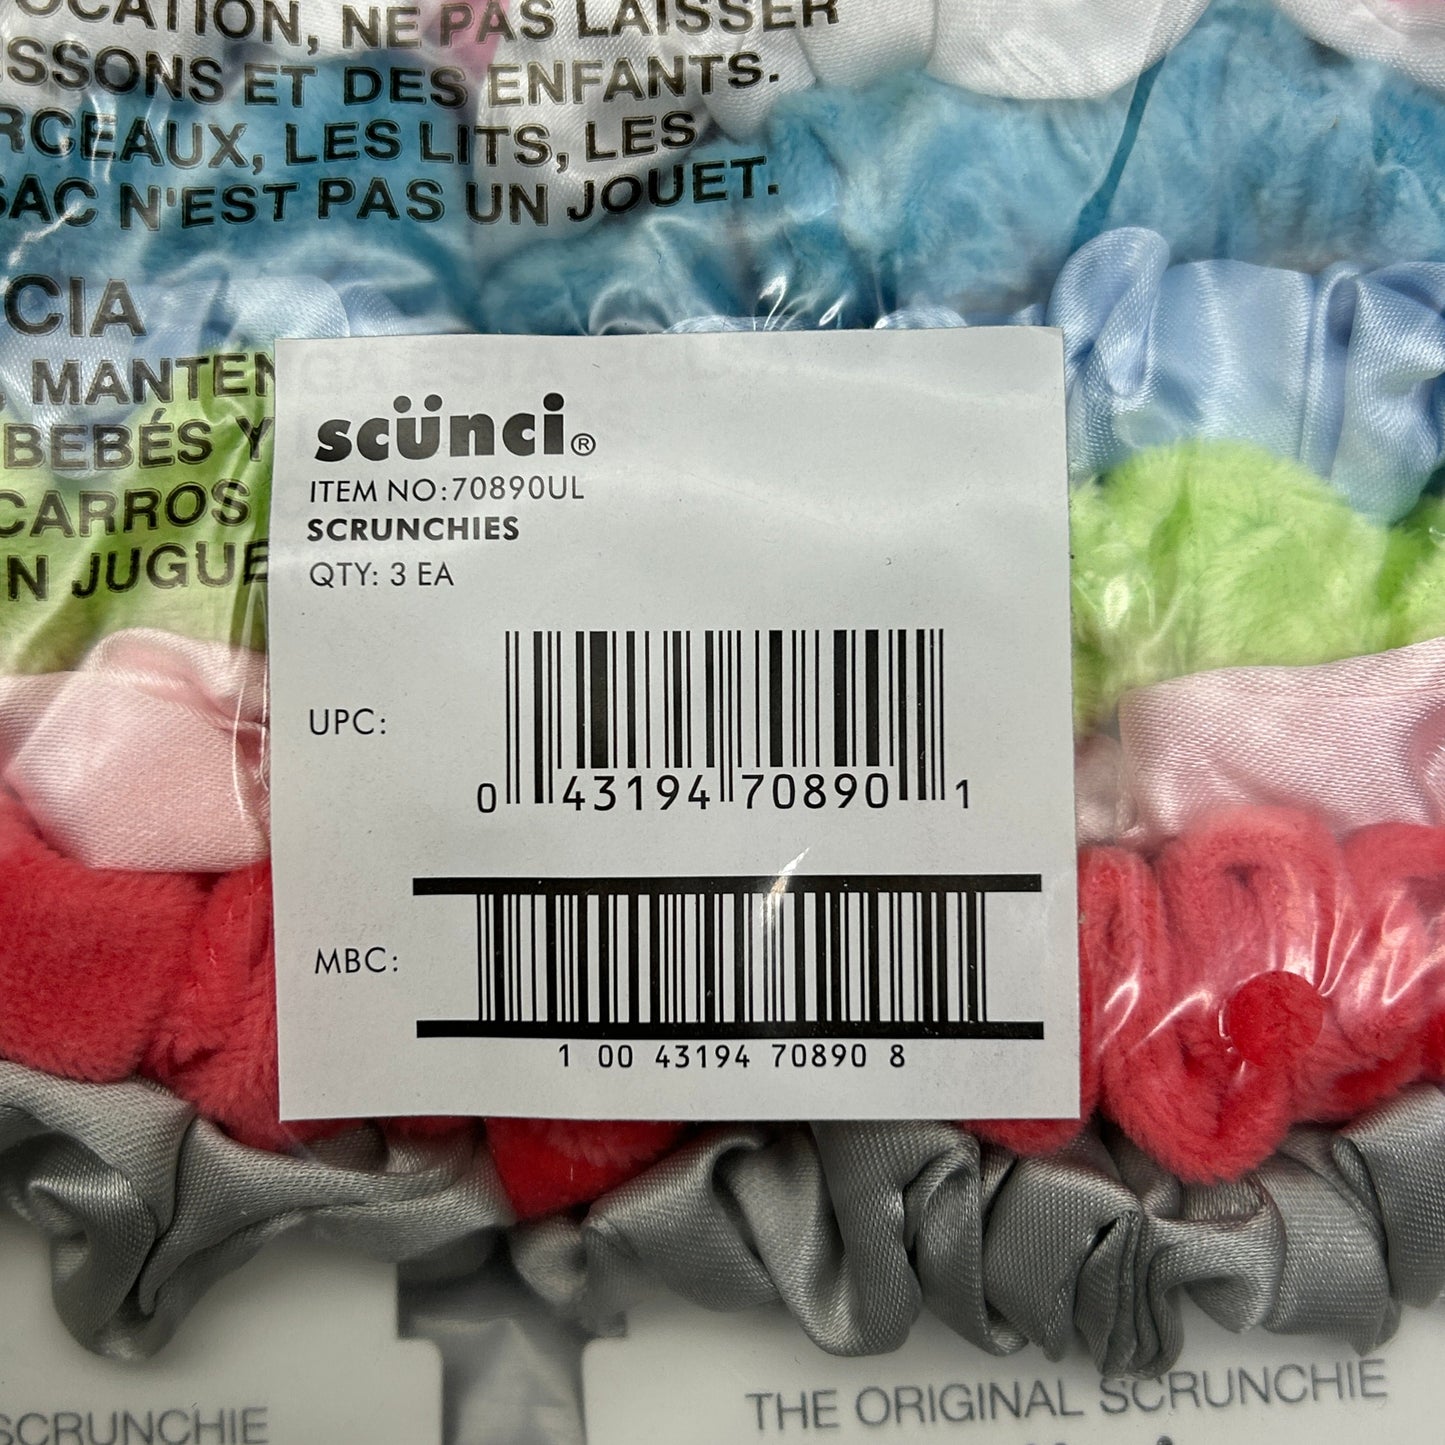 OCATION, NE PAS LAISSER
ISSONS ET DES ENFANTS.
RCEAUX, LES LITS, LES
SAC N'EST PAS UN JOUET.
CIA
, MANTEN
BEBÉS Y
CARROS
N JUGUE
scünci®
ITEM NO:70890UL
SCRUNCHIES
QTY: 3 EA
UPC:
0 43194 70890 1
MBC:
1 00 43194 70890 8
THE ORIGINAL SCRUNCHIE
SCRUNCHIE